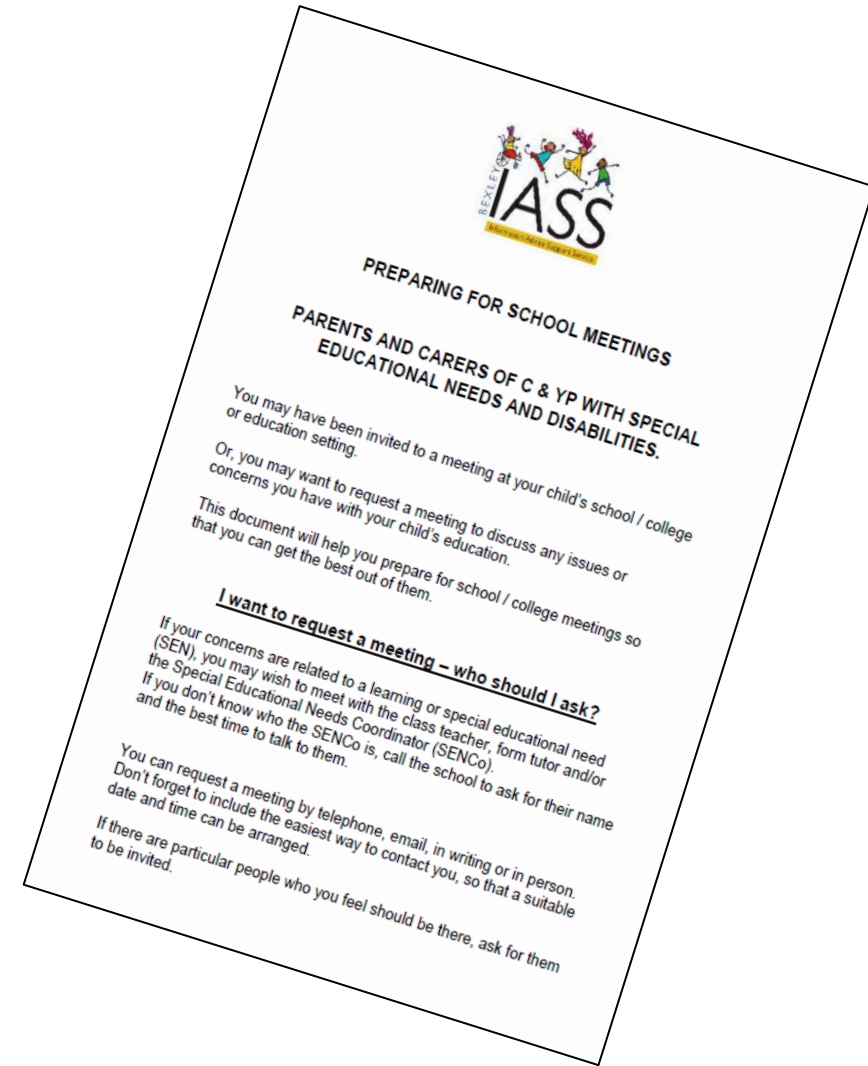 BEXLEY
IASS
Information Advice Support Service
PREPARING FOR SCHOOL MEETINGS
PARENTS AND CARERS OF C & YP WITH SPECIAL
EDUCATIONAL NEEDS AND DISABILITIES.
You may have been invited to a meeting at your child's school / college
or education setting.
Or, you may want to request a meeting to discuss any issues or
concerns you have with your child's education.
This document will help you prepare for school / college meetings so
that you can get the best out of them.
I want to request a meeting – who should I ask?
If your concerns are related to a learning or special educational need
(SEN), you may wish to meet with the class teacher, form tutor and/or
the Special Educational Needs Coordinator (SENCo).
If you don't know who the SENCo is, call the school to ask for their name
and the best time to talk to them.
You can request a meeting by telephone, email, in writing or in person.
Don't forget to include the easiest way to contact you, so that a suitable
date and time can be arranged.
If there are particular people who you feel should be there, ask for them
to be invited.